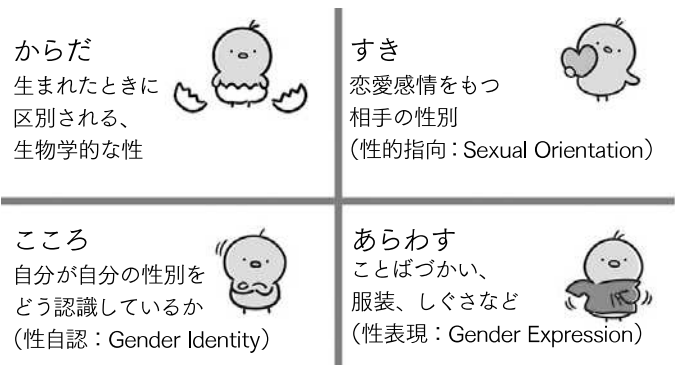 からだ
生まれたときに
区別される、
生物学的な性
すき
恋愛感情をもつ
相手の性別
(性的指向：Sexual Orientation)
こころ
自分が自分の性別を
どう認識しているか
(性自認：Gender Identity)
あらわす
ことばづかい、
服装、しぐさなど
(性表現：Gender Expression)